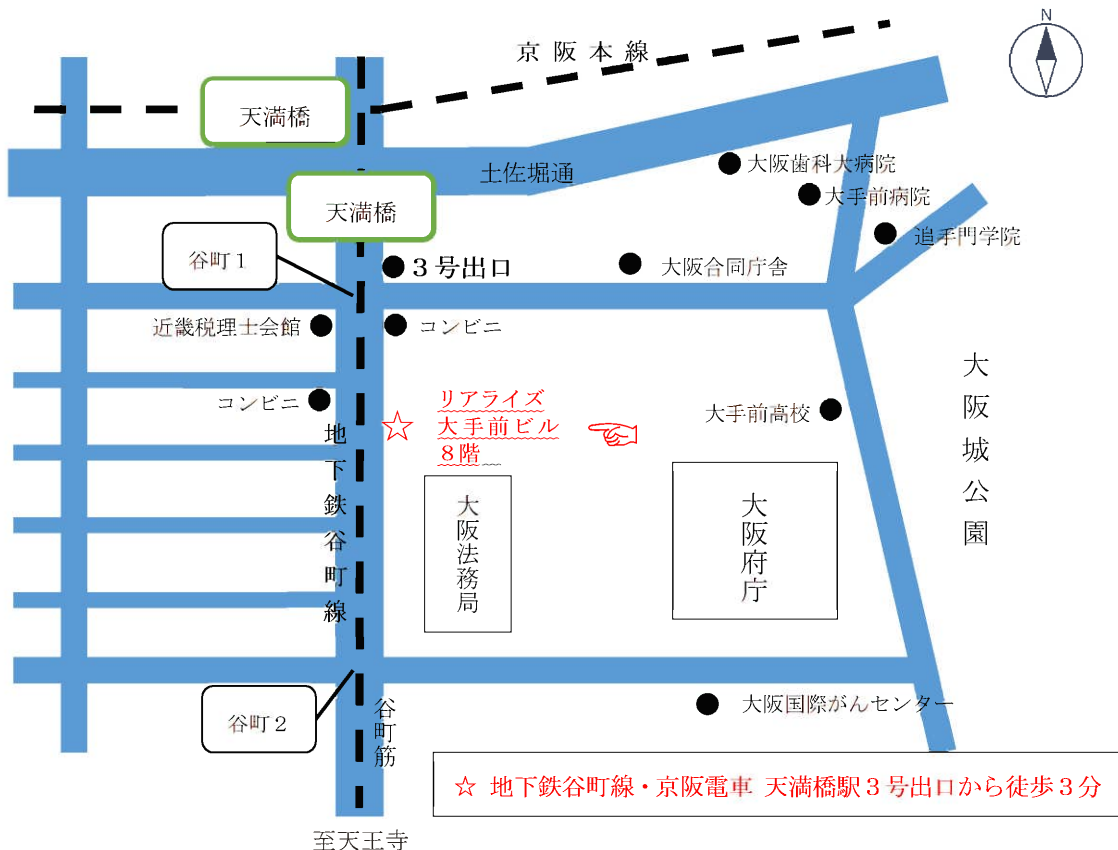 N
京阪本線
天満橋
土佐堀通
大阪歯科大病院
大手前病院
天満橋
追手門学院
谷町1
3号出口
大阪合同庁舎
近畿税理士会館
コンビニ
コンビニ
リアライズ
大手前ビル
8階
大手前高校
大阪城公園
地下鉄谷町線
大阪法務局
大阪府庁
谷町2
谷町筋
大阪国際がんセンター
☆ 地下鉄谷町線・京阪電車 天満橋駅3号出口から徒歩3分
至天王寺